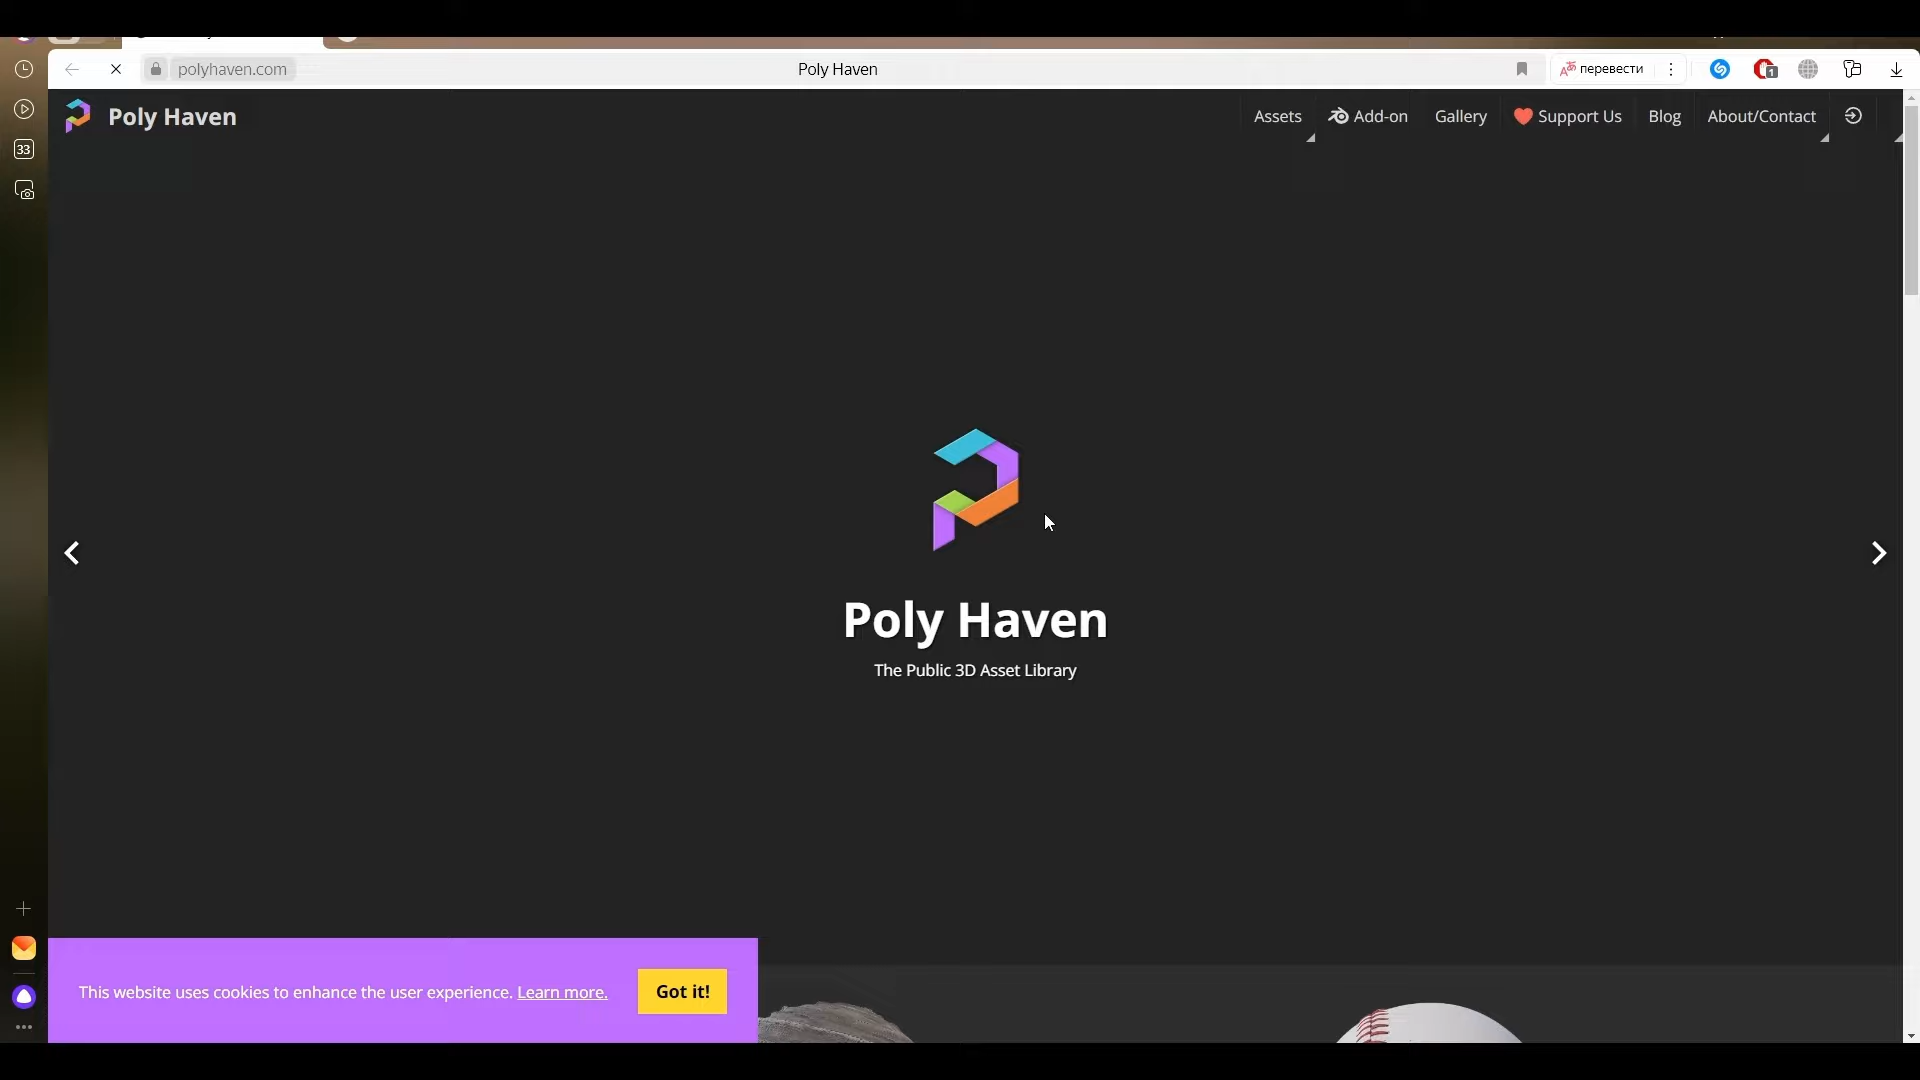 polyhaven.com
Poly Haven
перевести
1
Poly Haven
Assets
Add-on
Gallery
Support Us
Blog
About/Contact
33
Poly Haven
The Public 3D Asset Library
This website uses cookies to enhance the user experience. Learn more.
Got it!